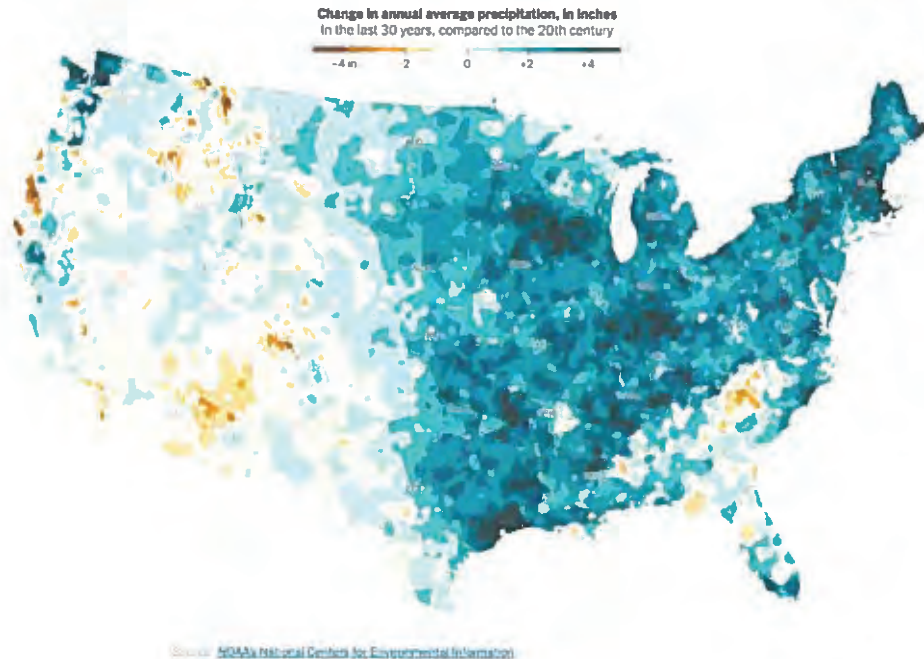 Change in annual average precipitation, in inches
In the last 30 years, compared to the 20th century
-4 in -2 0 +2 +4
NOAA's National Centers for Environmental Information